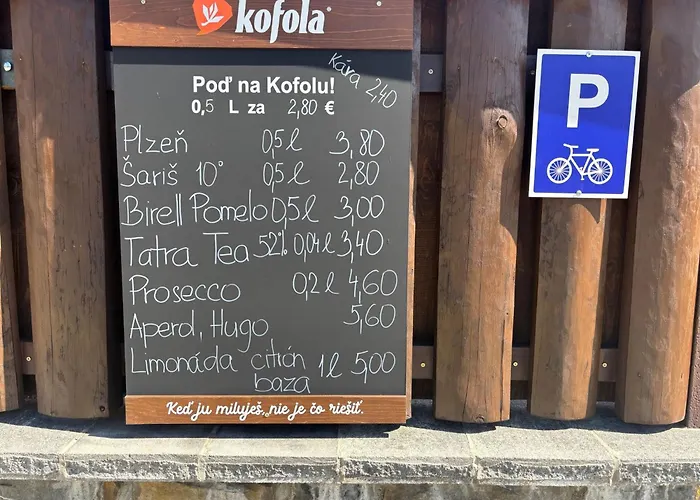 kofola
Káva 2,40
Poď na Kofolu!
0,5 L za 2,80 €
Plzeň 0,5l 3,80
Šariš 10° 0,5l 2,80
Birell Pomelo 0,5l 3,00
Tatra Tea 52% 0,04l 3,40
Prosecco 0,2l 4,60
Aperol, Hugo 5,60
Limonáda citrón 1l 5,00
baza
Keď ju miluješ, nie je čo riešiť.
P